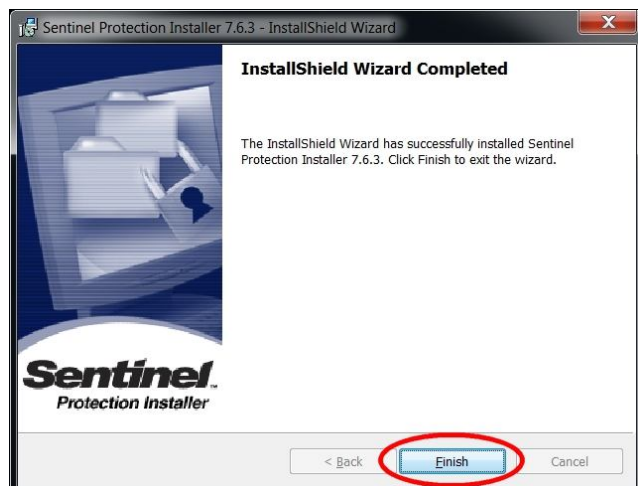 Sentinel Protection Installer 7.6.3 - InstallShield Wizard
InstallShield Wizard Completed
The InstallShield Wizard has successfully installed Sentinel
Protection Installer 7.6.3. Click Finish to exit the wizard.
Sentinel
Protection Installer
< Back Finish Cancel